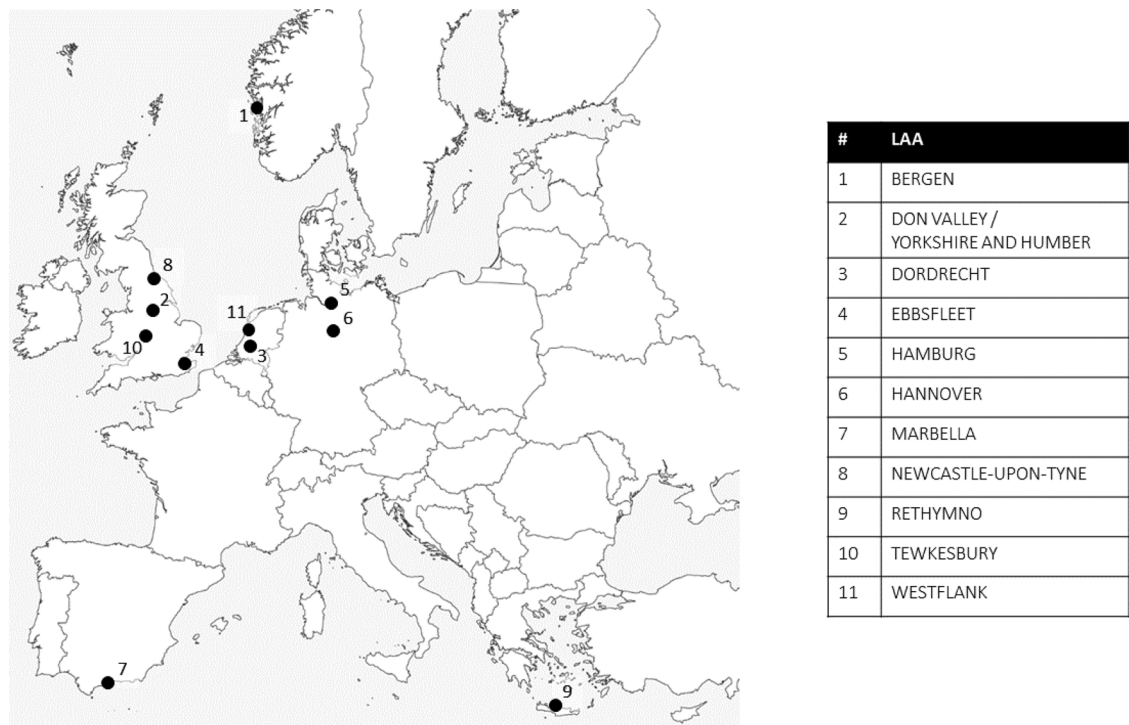 1
8
2
10
4
11
3
5
6
7
9
# LAA
1 BERGEN
2 DON VALLEY /
YORKSHIRE AND HUMBER
3 DORDRECHT
4 EBBSFLEET
5 HAMBURG
6 HANNOVER
7 MARBELLA
8 NEWCASTLE-UPON-TYNE
9 RETHYMNO
10 TEWKESBURY
11 WESTFLANK